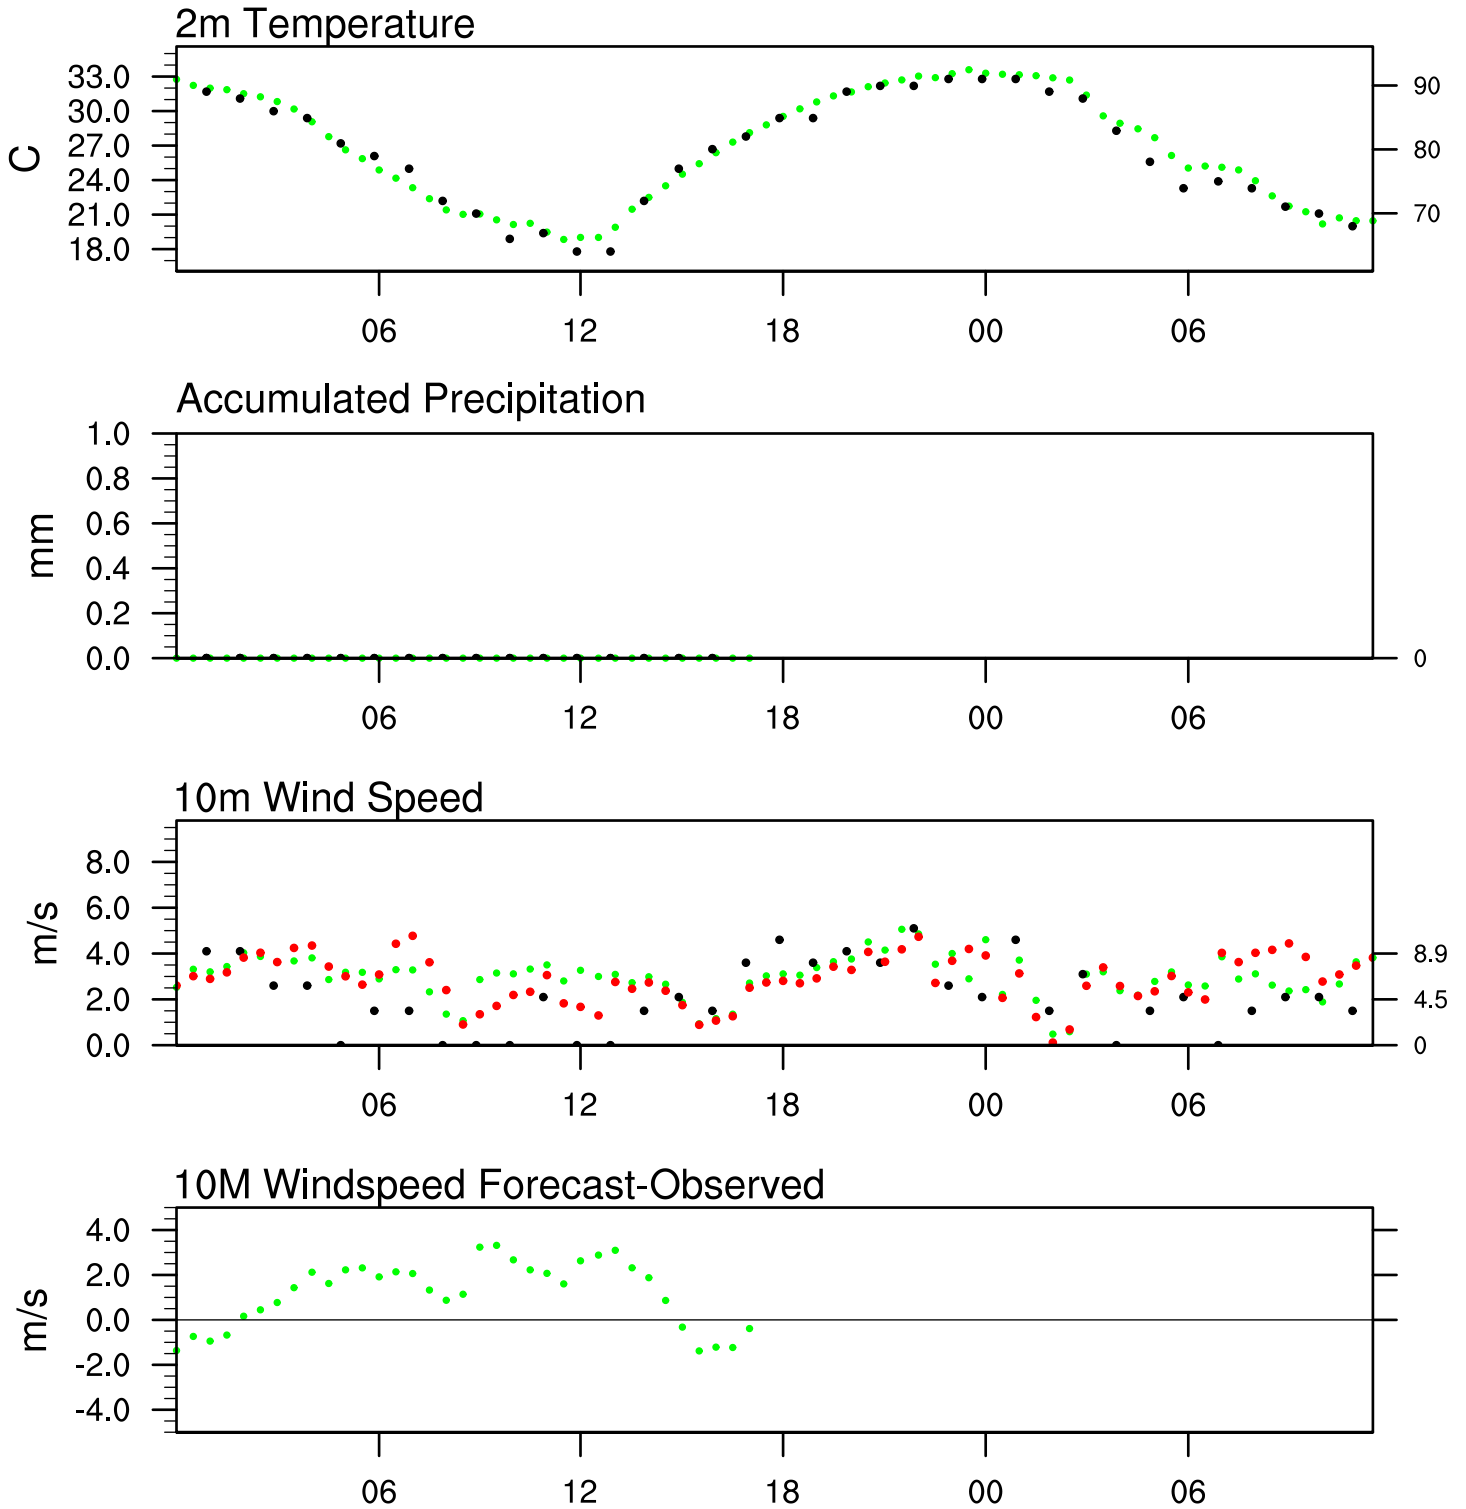 2m Temperature
33.0
30.0
27.0
24.0
21.0
18.0
C
90
80
70
06 12 18 00 06
Accumulated Precipitation
1.0
0.8
0.6
0.4
0.2
0.0
mm
0
06 12 18 00 06
10m Wind Speed
8.0
6.0
4.0
2.0
0.0
m/s
8.9
4.5
0
06 12 18 00 06
10M Windspeed Forecast-Observed
4.0
2.0
0.0
-2.0
-4.0
m/s
06 12 18 00 06